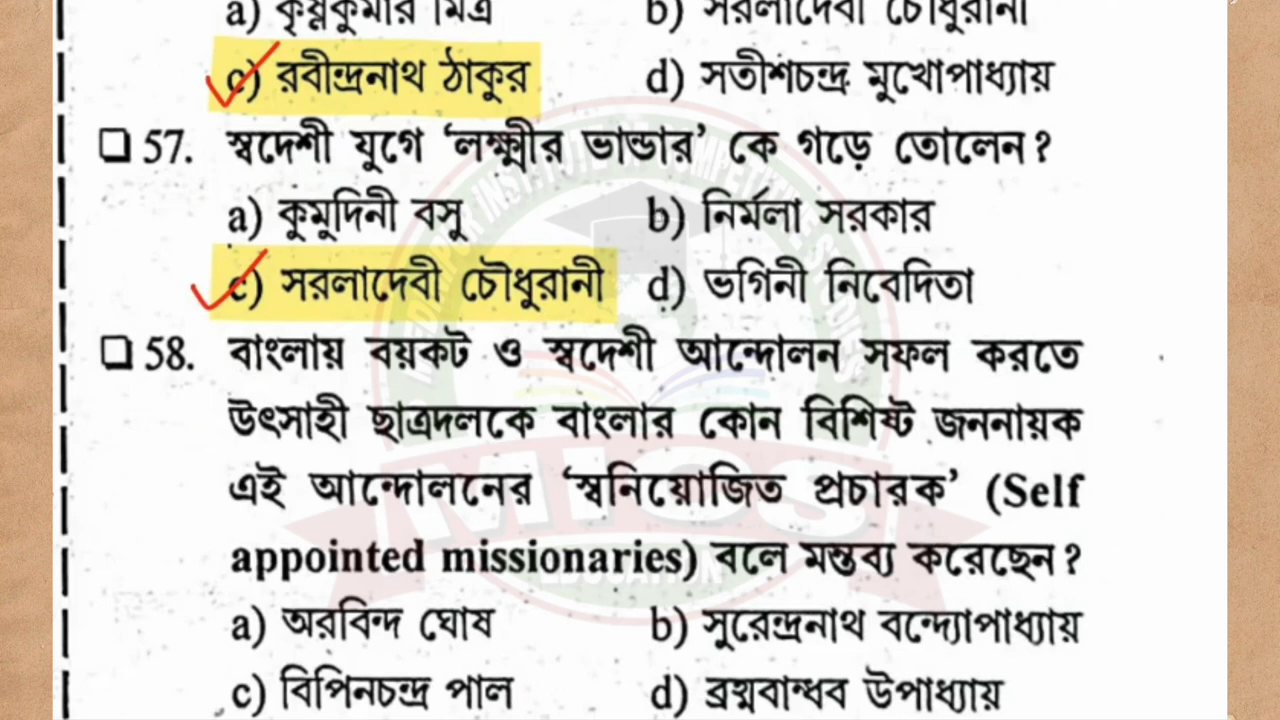 a) কৃষ্ণকুমার মিত্র b) সরলাদেবী চৌধুরানী
c) রবীন্দ্রনাথ ঠাকুর d) সতীশচন্দ্র মুখোপাধ্যায়
57. স্বদেশী যুগে ‘লক্ষ্মীর ভান্ডার’ কে গড়ে তোলেন?
a) কুমুদিনী বসু b) নির্মলা সরকার
c) সরলাদেবী চৌধুরানী d) ভগিনী নিবেদিতা
58. বাংলায় বয়কট ও স্বদেশী আন্দোলন সফল করতে
উৎসাহী ছাত্রদলকে বাংলার কোন বিশিষ্ট জননায়ক
এই আন্দোলনের ‘স্বনিয়োজিত প্রচারক’ (Self
appointed missionaries) বলে মন্তব্য করেছেন?
a) অরবিন্দ ঘোষ b) সুরেন্দ্রনাথ বন্দ্যোপাধ্যায়
c) বিপিনচন্দ্র পাল d) ব্রহ্মবান্ধব উপাধ্যায়
MICS
EDUCATION